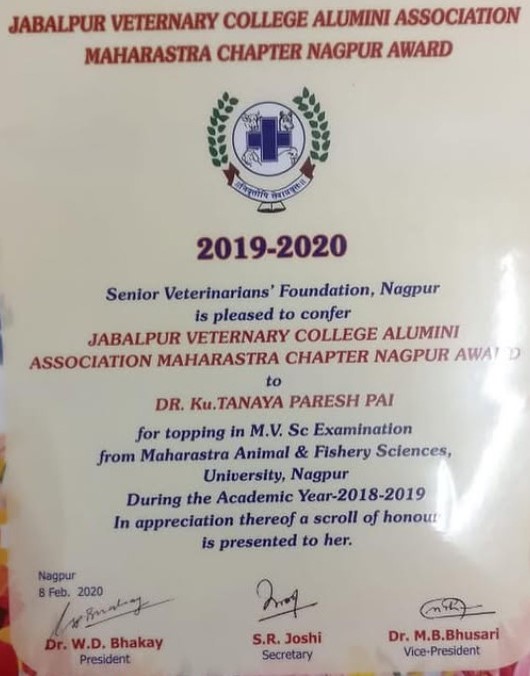 JABALPUR VETERNARY COLLEGE ALUMINI ASSOCIATION
MAHARASTRA CHAPTER NAGPUR AWARD
2019-2020
Senior Veterinarians' Foundation, Nagpur
is pleased to confer
JABALPUR VETERNARY COLLEGE ALUMINI
ASSOCIATION MAHARASTRA CHAPTER NAGPUR AWARD
to
DR. Ku.TANAYA PARESH PAI
for topping in M.V. Sc Examination
from Maharastra Animal & Fishery Sciences,
University, Nagpur
During the Academic Year-2018-2019
In appreciation thereof a scroll of honour
is presented to her.
Nagpur
8 Feb. 2020
Dr. W.D. Bhakay
President
S.R. Joshi
Secretary
Dr. M.B.Bhusari
Vice-President